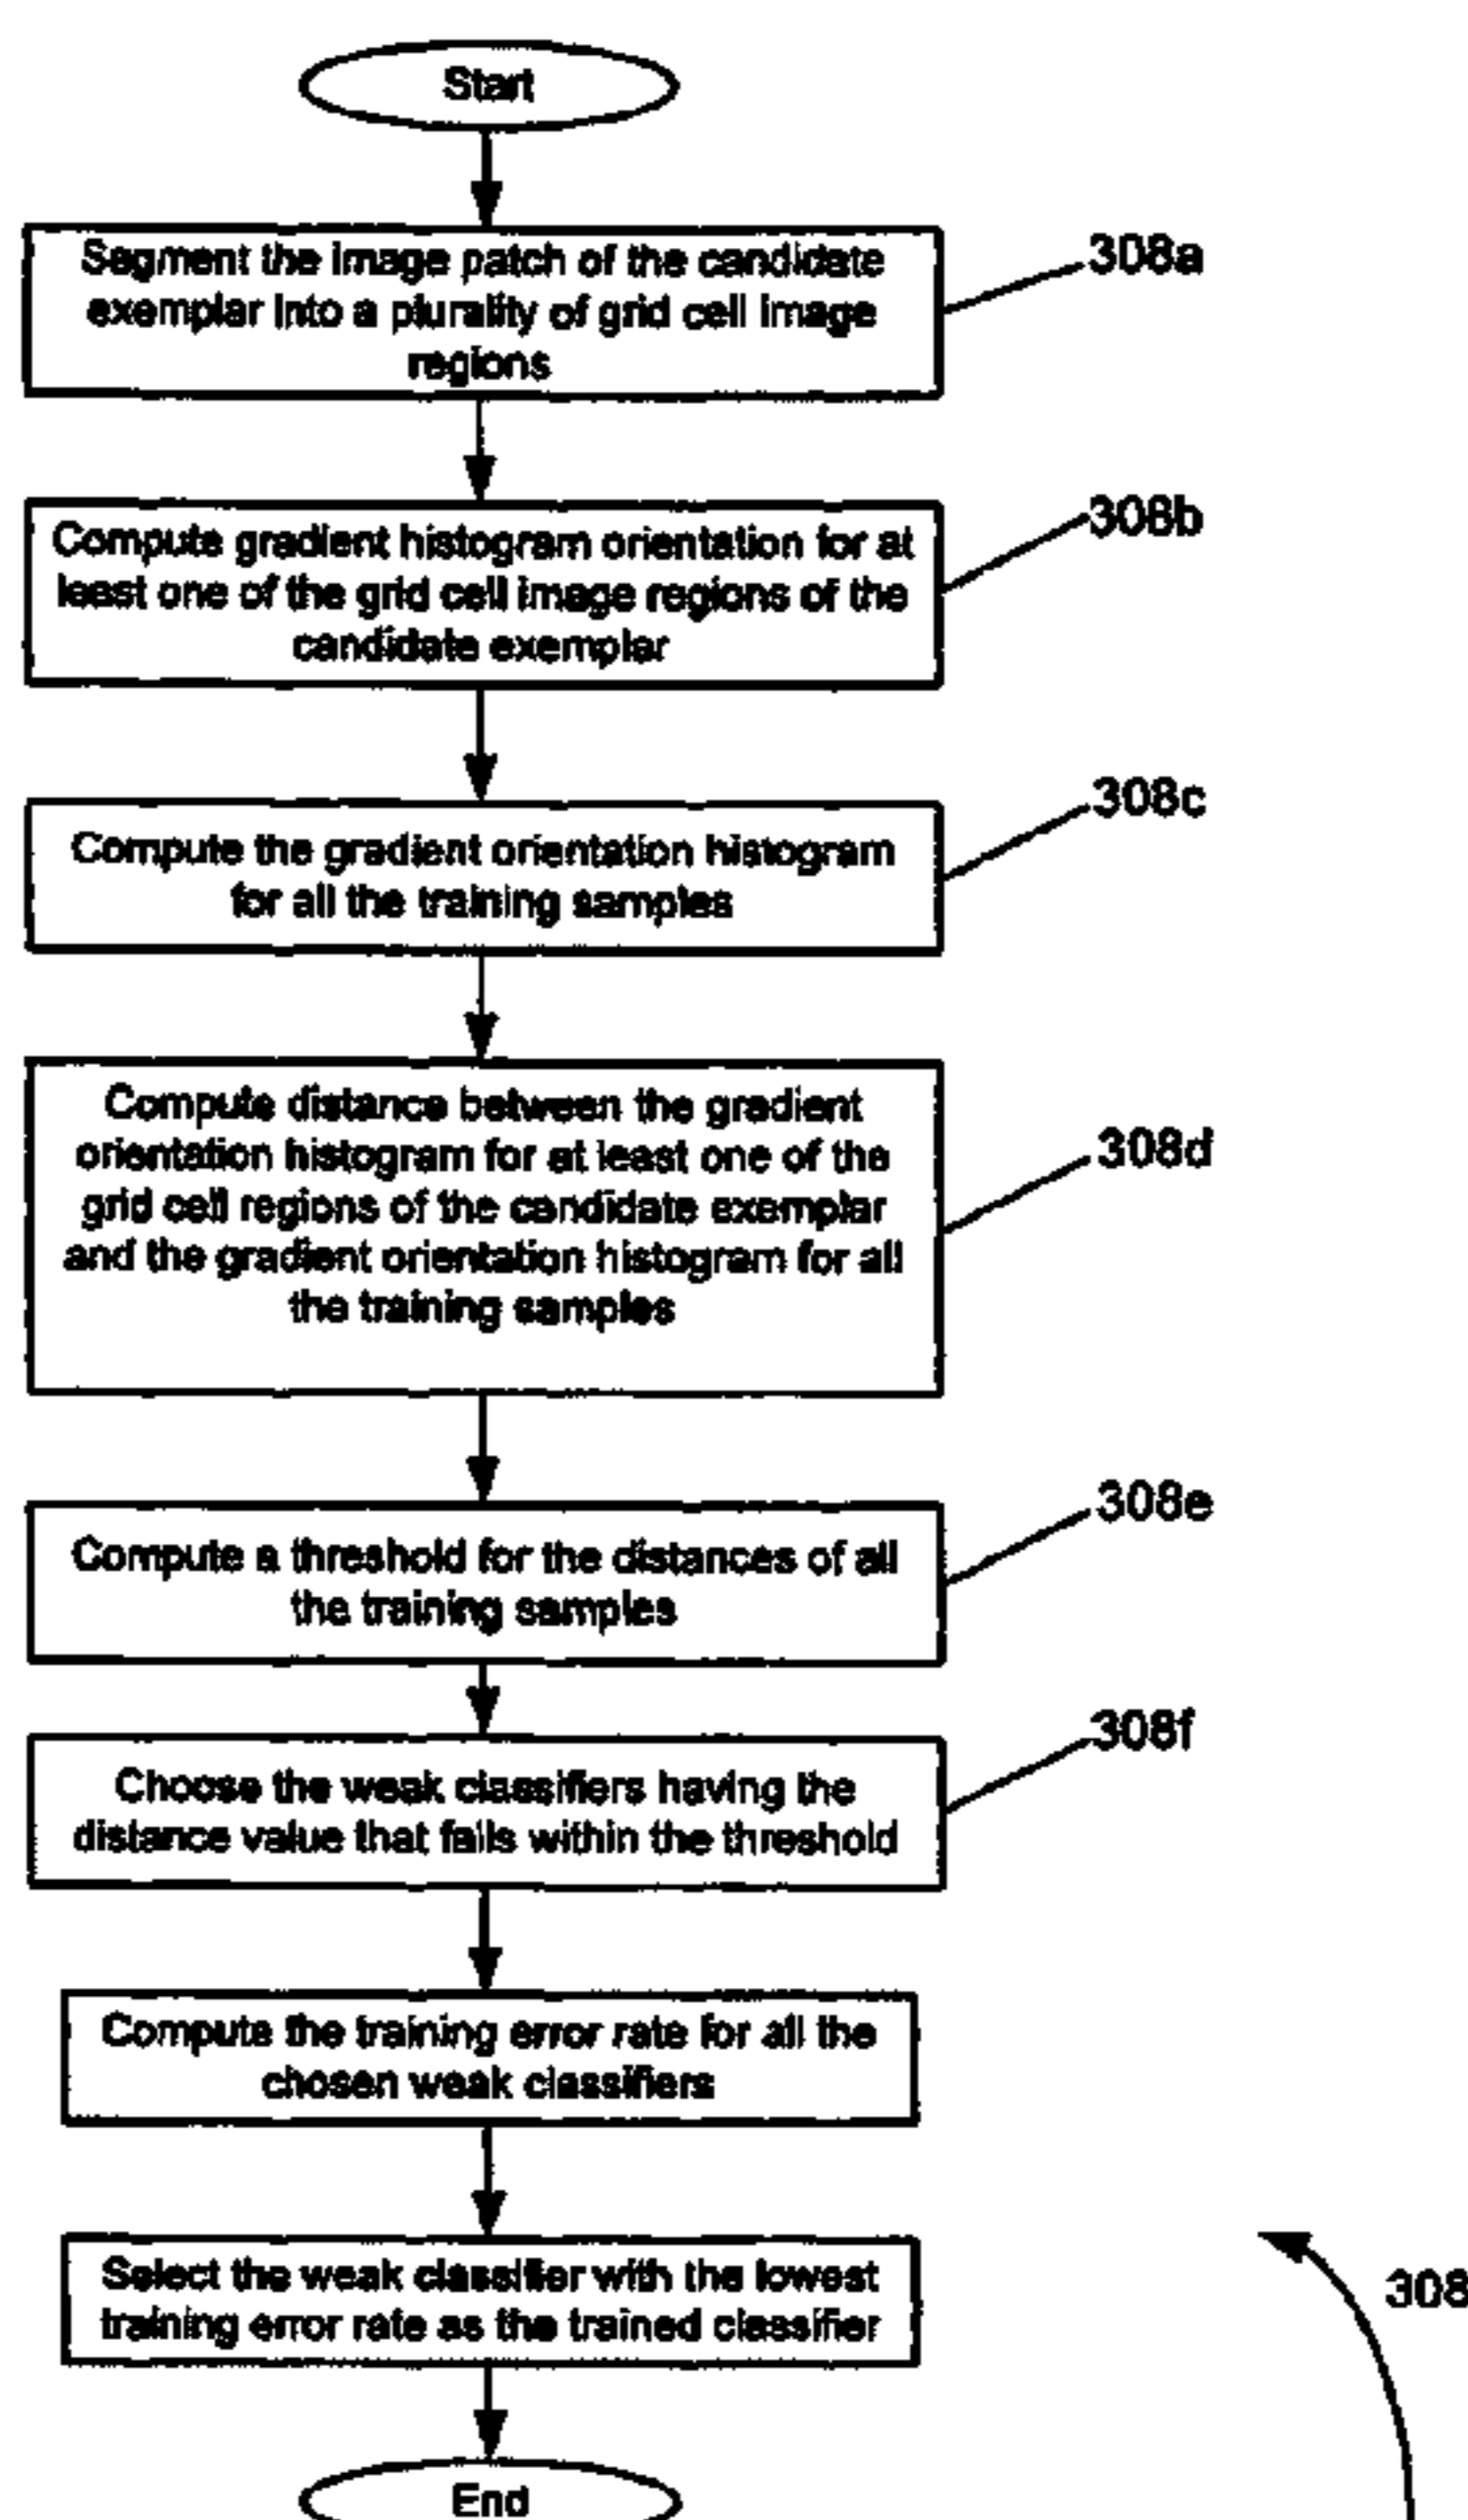 Start
Segment the image patch of the candidate
exemplar into a plurality of grid cell image
regions
308a
Compute gradient histogram orientation for at
least one of the grid cell image regions of the
candidate exemplar
308b
Compute the gradient orientation histogram
for all the training samples
308c
Compute distance between the gradient
orientation histogram for at least one of the
grid cell regions of the candidate exemplar
and the gradient orientation histogram for all
the training samples
308d
Compute a threshold for the distances of all
the training samples
308e
Choose the weak classifiers having the
distance value that falls within the threshold
308f
Compute the training error rate for all the
chosen weak classifiers
Select the weak classifier with the lowest
training error rate as the trained classifier
308
End